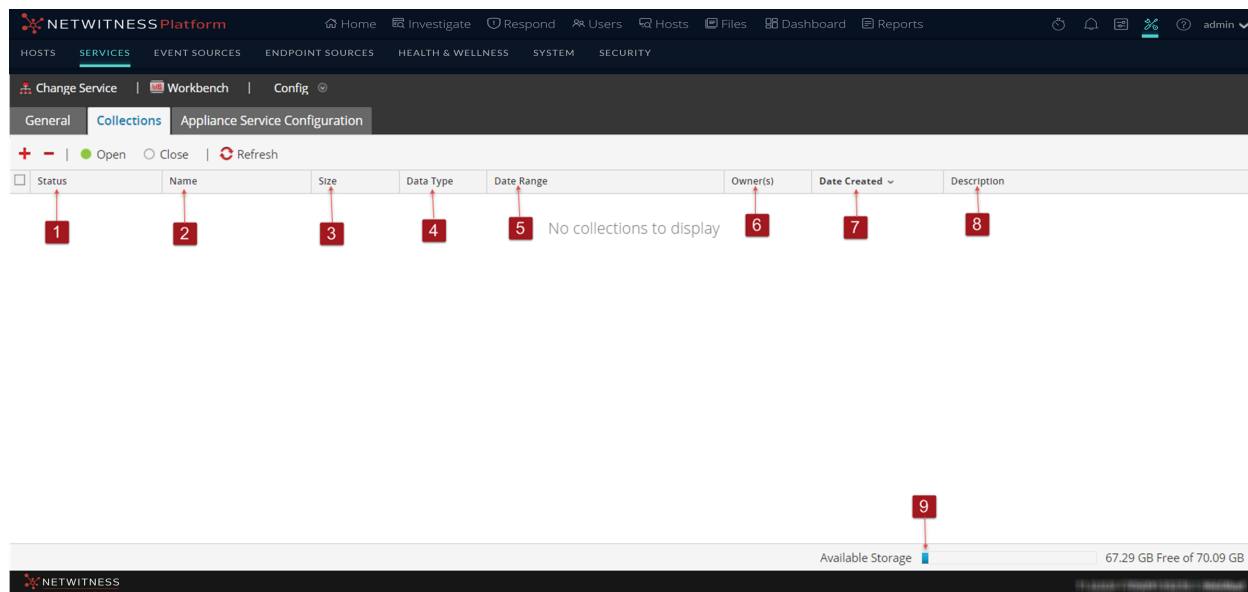 NETWITNESS Platform Home Investigate Respond Users Hosts Files Dashboard Reports admin
HOSTS SERVICES EVENT SOURCES ENDPOINT SOURCES HEALTH & WELLNESS SYSTEM SECURITY
Change Service | Workbench | Config
General Collections Appliance Service Configuration
+ − | Open Close | Refresh
Status Name Size Data Type Date Range Owner(s) Date Created Description
1 2 3 4 5 No collections to display 6 7 8
9
Available Storage 67.29 GB Free of 70.09 GB
NETWITNESS